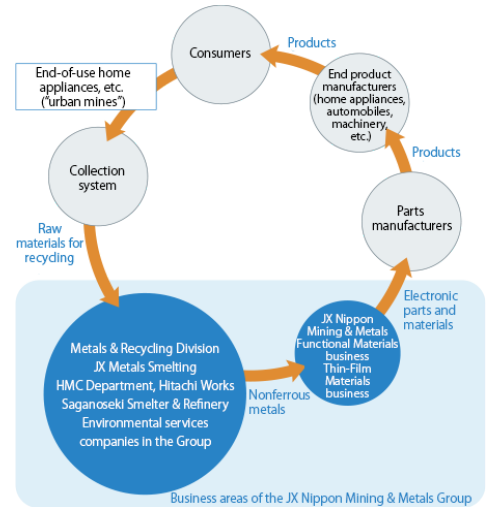 Consumers
Products
End product
manufacturers
(home appliances,
automobiles,
machinery,
etc.)
Products
Parts
manufacturers
Electronic
parts and
materials
JX Nippon
Mining & Metals
Functional Materials
business
Thin-Film
Materials
business
Nonferrous
metals
Metals & Recycling Division
JX Metals Smelting
HMC Department, Hitachi Works
Saganoseki Smelter & Refinery
Environmental services
companies in the Group
Raw
materials for
recycling
Collection
system
End-of-use home
appliances, etc.
(“urban mines”)
Business areas of the JX Nippon Mining & Metals Group